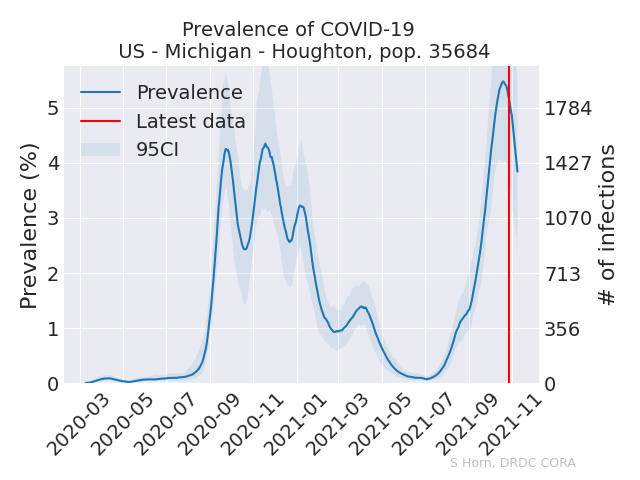 Prevalence of COVID-19
US - Michigan - Houghton, pop. 35684
Prevalence
Latest data
95CI
Prevalence (%)
5
4
3
2
1
0
1784
1427
1070
713
356
0
# of infections
2020-03
2020-05
2020-07
2020-09
2020-11
2021-01
2021-03
2021-05
2021-07
2021-09
2021-11
S Horn, DRDC CORA